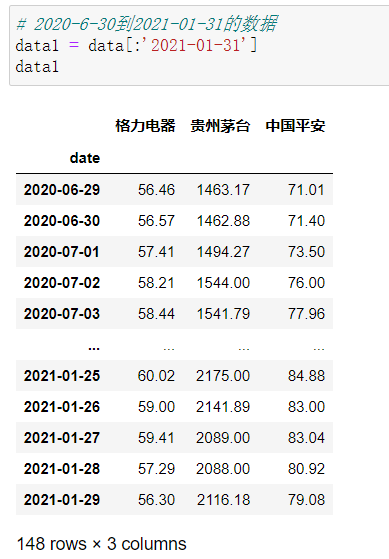 # 2020-6-30到2021-01-31的数据
data1 = data[:'2021-01-31']
data1
格力电器 贵州茅台 中国平安
date
2020-06-29 56.46 1463.17 71.01
2020-06-30 56.57 1462.88 71.40
2020-07-01 57.41 1494.27 73.50
2020-07-02 58.21 1544.00 76.00
2020-07-03 58.44 1541.79 77.96
... ... ... ...
2021-01-25 60.02 2175.00 84.88
2021-01-26 59.00 2141.89 83.00
2021-01-27 59.41 2089.00 83.04
2021-01-28 57.29 2088.00 80.92
2021-01-29 56.30 2116.18 79.08
148 rows × 3 columns